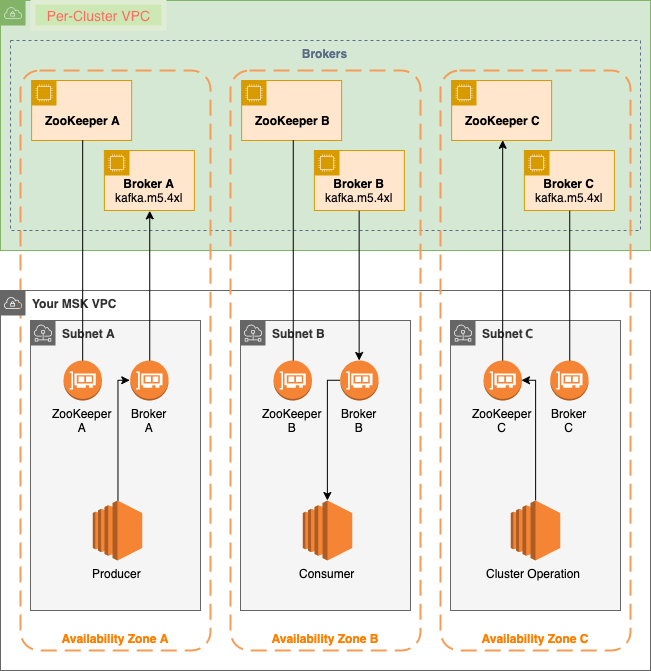 Per-Cluster VPC
Brokers
ZooKeeper A
Broker A
kafka.m5.4xl
ZooKeeper B
Broker B
kafka.m5.4xl
ZooKeeper C
Broker C
kafka.m5.4xl
Your MSK VPC
Subnet A
ZooKeeper
A
Broker
A
Producer
Availability Zone A
Subnet B
ZooKeeper
B
Broker
B
Consumer
Availability Zone B
Subnet C
ZooKeeper
C
Broker
C
Cluster Operation
Availability Zone C